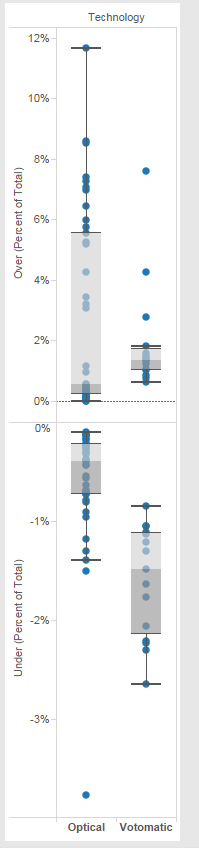 Technology
12%
10%
8%
6%
4%
2%
0%
Over (Percent of Total)
0%
-1%
-2%
-3%
Under (Percent of Total)
Optical Votomatic